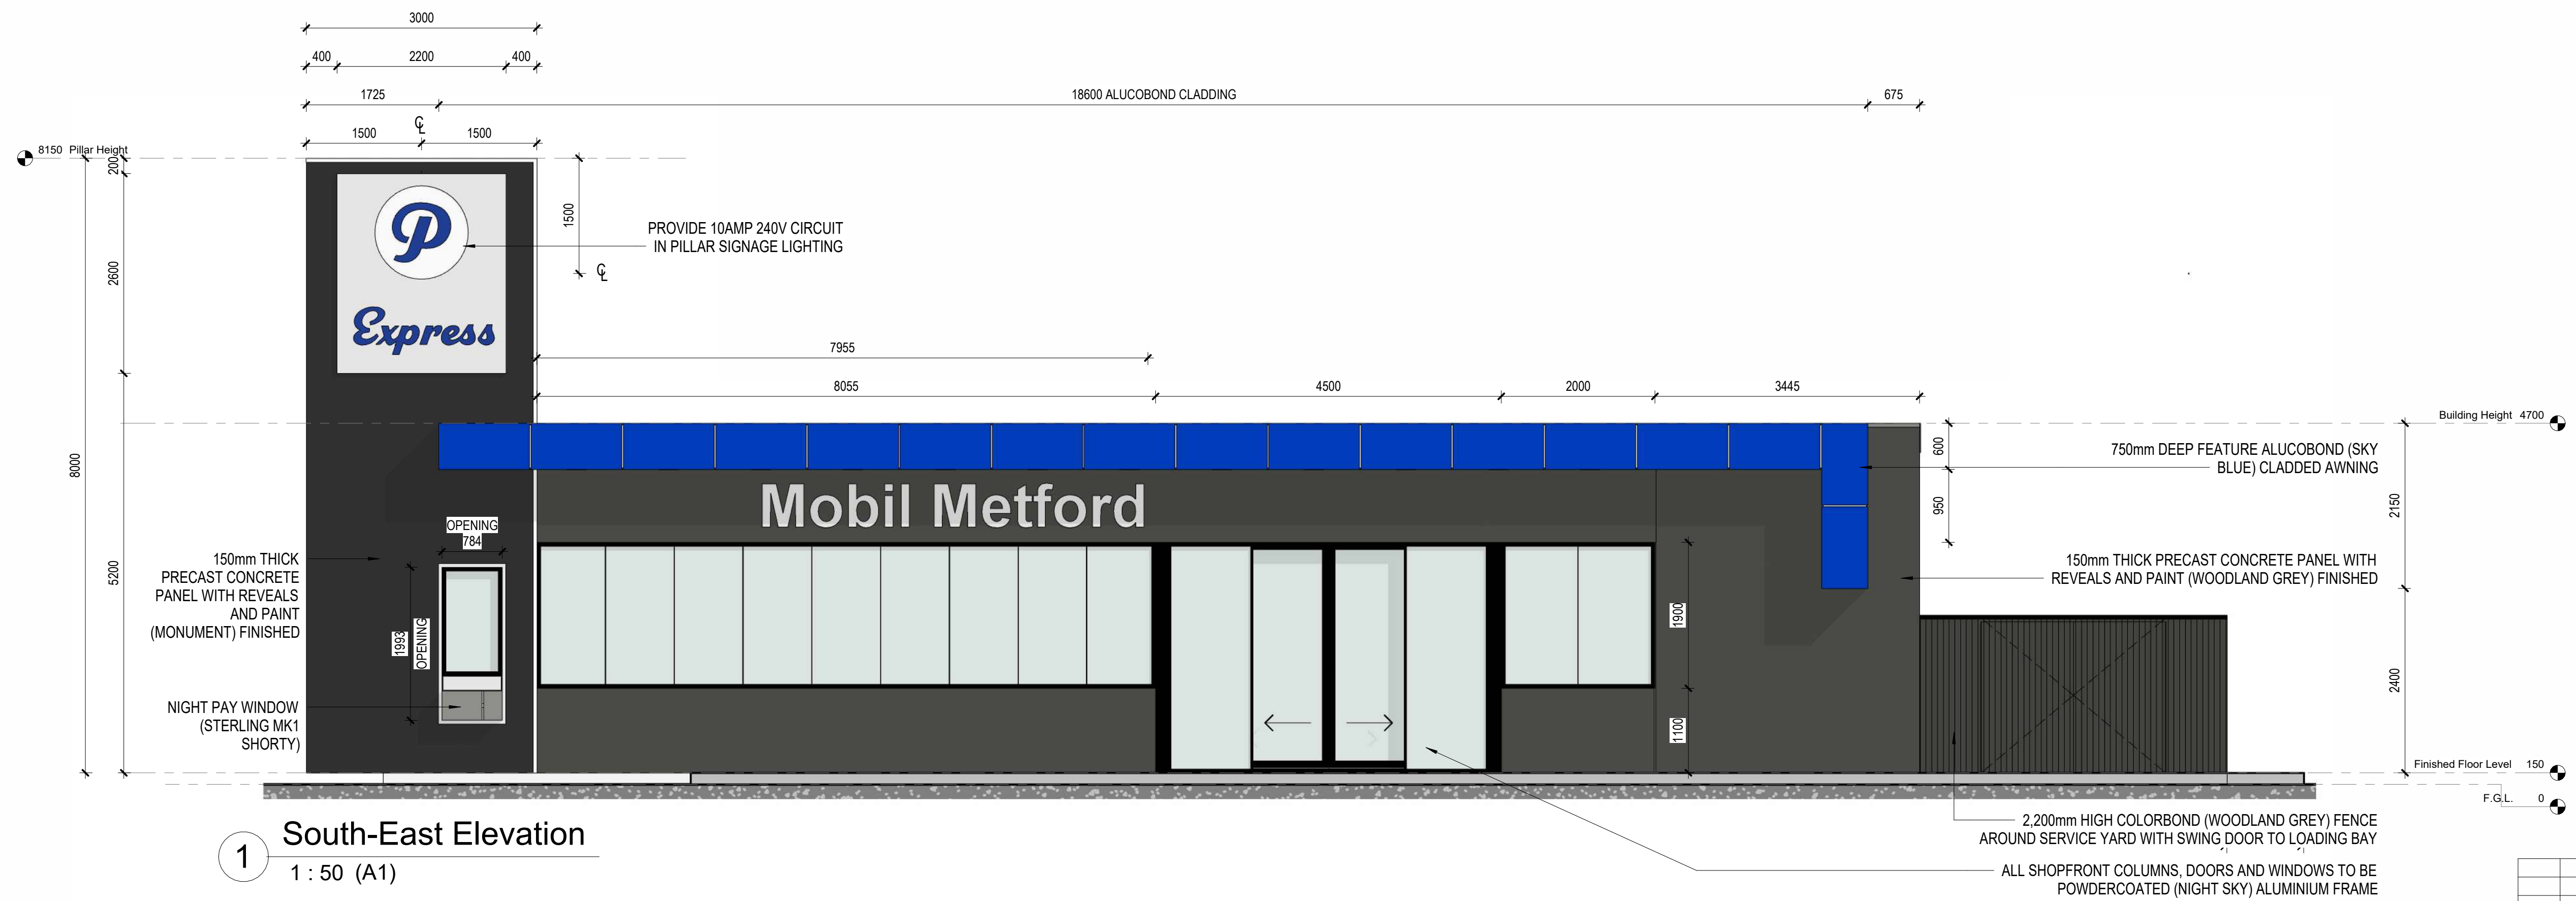 3000
400 2200 400
1725 18600 ALUCOBOND CLADDING 675
1500 1500
8150 Pillar Height
200
8000
2600
5200
1500
PROVIDE 10AMP 240V CIRCUIT
IN PILLAR SIGNAGE LIGHTING
P
Express
7955
8055 4500 2000 3445
Building Height 4700
600
950
2150
2400
750mm DEEP FEATURE ALUCOBOND (SKY
BLUE) CLADDED AWNING
Mobil Metford
OPENING
784
1993
OPENING
150mm THICK
PRECAST CONCRETE
PANEL WITH REVEALS
AND PAINT
(MONUMENT) FINISHED
150mm THICK PRECAST CONCRETE PANEL WITH
REVEALS AND PAINT (WOODLAND GREY) FINISHED
1900
1100
NIGHT PAY WINDOW
(STERLING MK1
SHORTY)
Finished Floor Level 150
F.G.L. 0
2,200mm HIGH COLORBOND (WOODLAND GREY) FENCE
AROUND SERVICE YARD WITH SWING DOOR TO LOADING BAY
ALL SHOPFRONT COLUMNS, DOORS AND WINDOWS TO BE
POWDERCOATED (NIGHT SKY) ALUMINIUM FRAME
1 South-East Elevation
1 : 50 (A1)